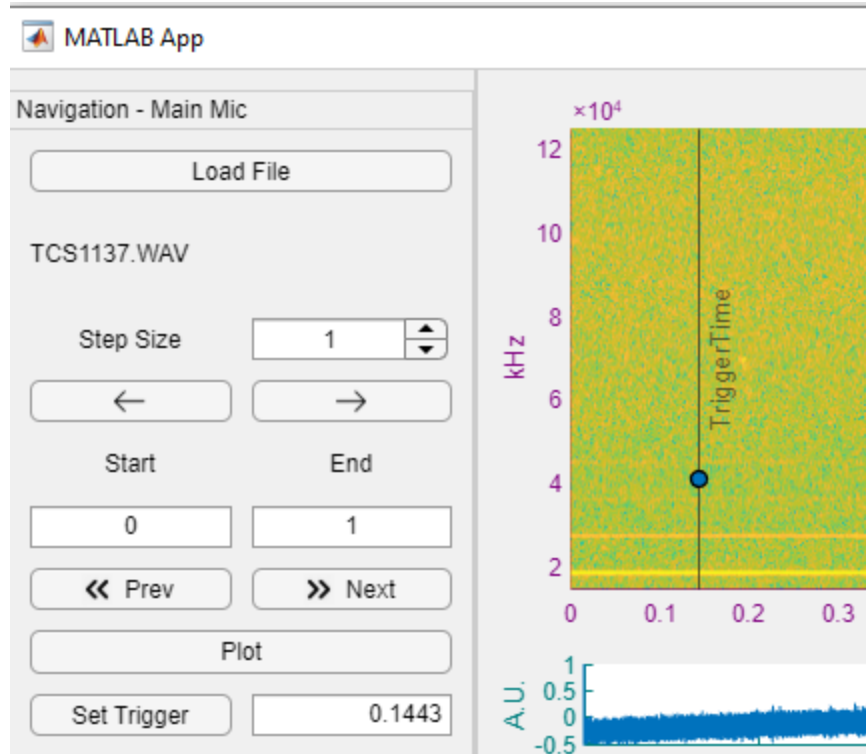 MATLAB App
Navigation - Main Mic
Load File
TCS1137.WAV
Step Size 1
← →
Start End
0 1
Prev Next
Plot
Set Trigger 0.1443
×10⁴
12
10
8
6
4
2
kHz
TriggerTime
0 0.1 0.2 0.3
1
0.5
0
-0.5
A.U.